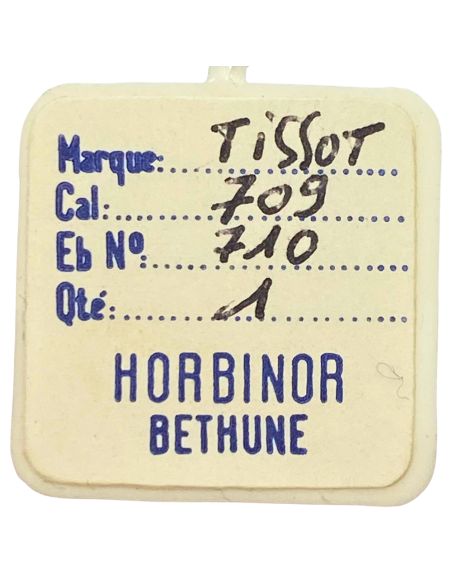 Marque: TiSSOT
Cal: 709
Eb Nº: 710
Qté: 1
HORBINOR
BETHUNE